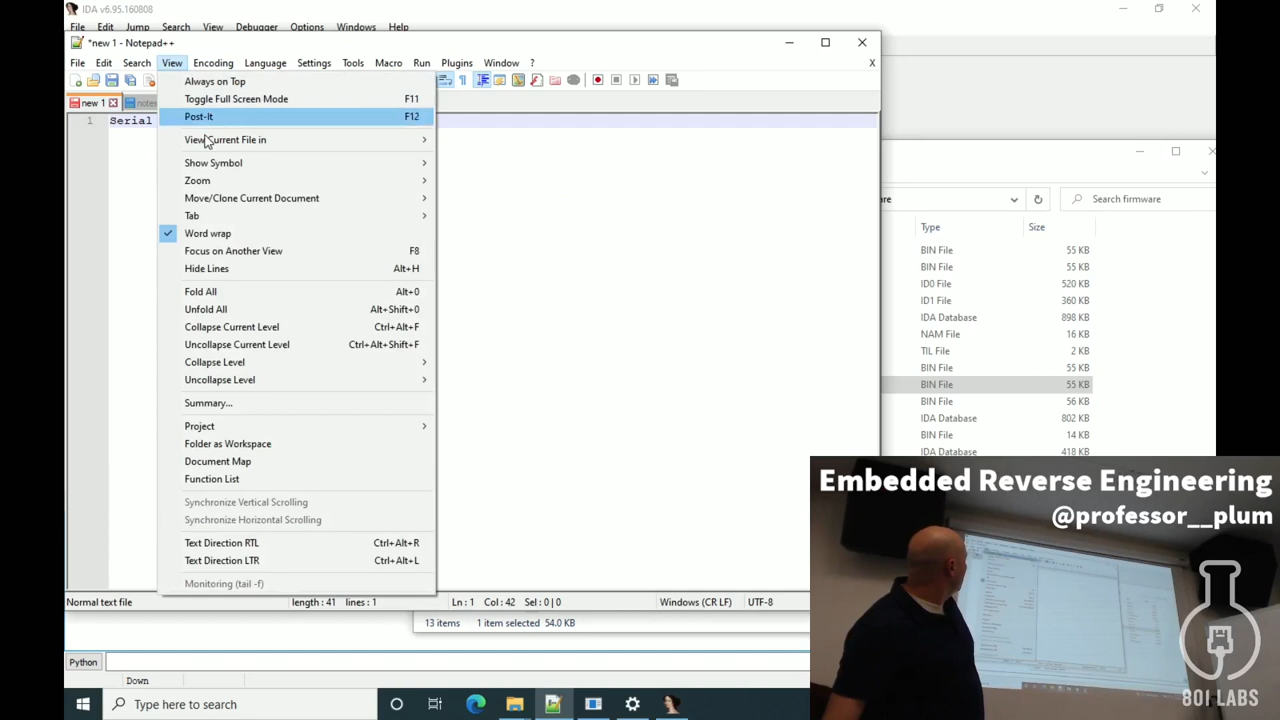 IDA v6.95.160808
File Edit Jump Search View Debugger Options Windows Help
*new 1 - Notepad++
File Edit Search View Encoding Language Settings Tools Macro Run Plugins Window ? X
new 1 notes
1 Serial
Always on Top
Toggle Full Screen Mode F11
Post-It F12
View Current File in
Show Symbol
Zoom
Move/Clone Current Document
Tab
Word wrap
Focus on Another View F8
Hide Lines Alt+H
Fold All Alt+0
Unfold All Alt+Shift+0
Collapse Current Level Ctrl+Alt+F
Uncollapse Current Level Ctrl+Alt+Shift+F
Collapse Level
Uncollapse Level
Summary...
Project
Folder as Workspace
Document Map
Function List
Synchronize Vertical Scrolling
Synchronize Horizontal Scrolling
Text Direction RTL Ctrl+Alt+R
Text Direction LTR Ctrl+Alt+L
Monitoring (tail -f)
Normal text file length: 41 lines: 1 Ln: 1 Col: 42 Sel: 0 | 0 Windows (CR LF) UTF-8
re Search firmware
Type Size
BIN File 55 KB
BIN File 55 KB
ID0 File 520 KB
ID1 File 360 KB
IDA Database 898 KB
NAM File 16 KB
TIL File 2 KB
BIN File 55 KB
BIN File 55 KB
BIN File 56 KB
IDA Database 802 KB
BIN File 14 KB
IDA Database 418 KB
13 items 1 item selected 54.0 KB
Python
Down
Type here to search
Embedded Reverse Engineering
@professor__plum
801 LABS